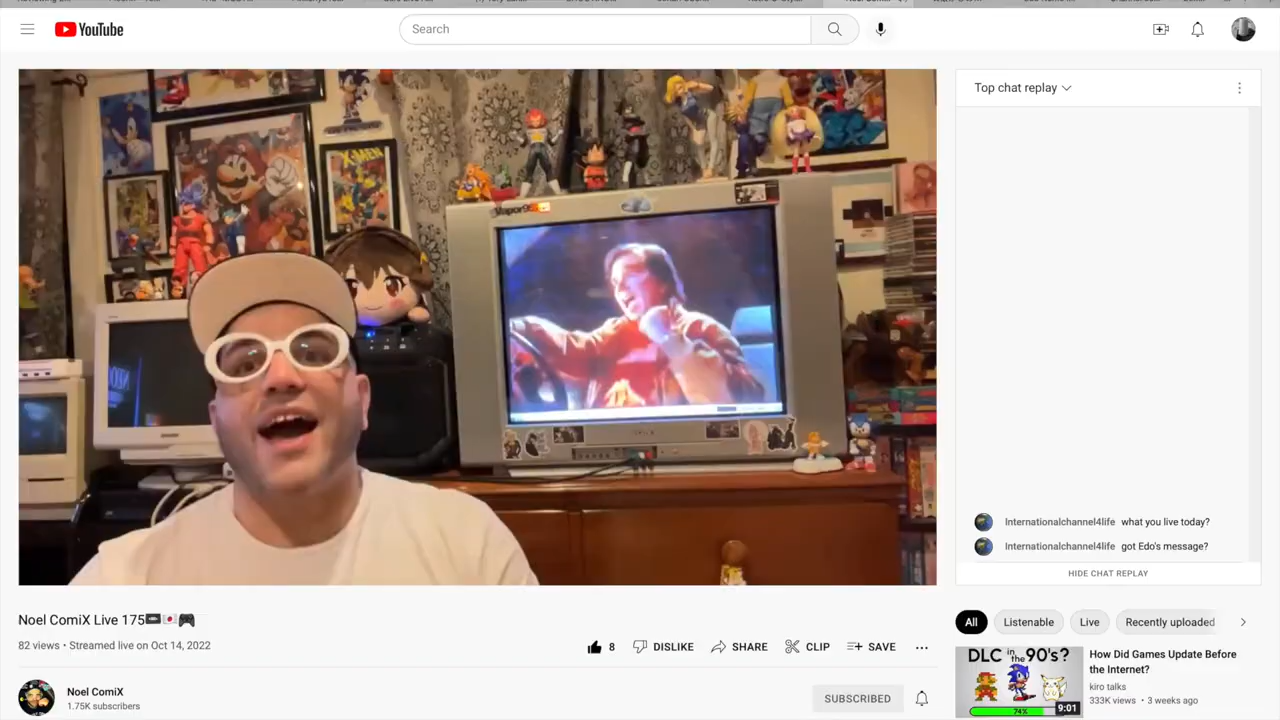 YouTube
Search
Top chat replay
X-MEN
Internationalchannel4life what you live today?
Internationalchannel4life got Edo's message?
HIDE CHAT REPLAY
Noel ComiX Live 175
82 views • Streamed live on Oct 14, 2022
8
DISLIKE
SHARE
CLIP
SAVE
Noel ComiX
1.75K subscribers
SUBSCRIBED
All
Listenable
Live
Recently uploaded
DLC in the 90's?
74%
9:01
How Did Games Update Before
the Internet?
kiro talks
333K views • 3 weeks ago